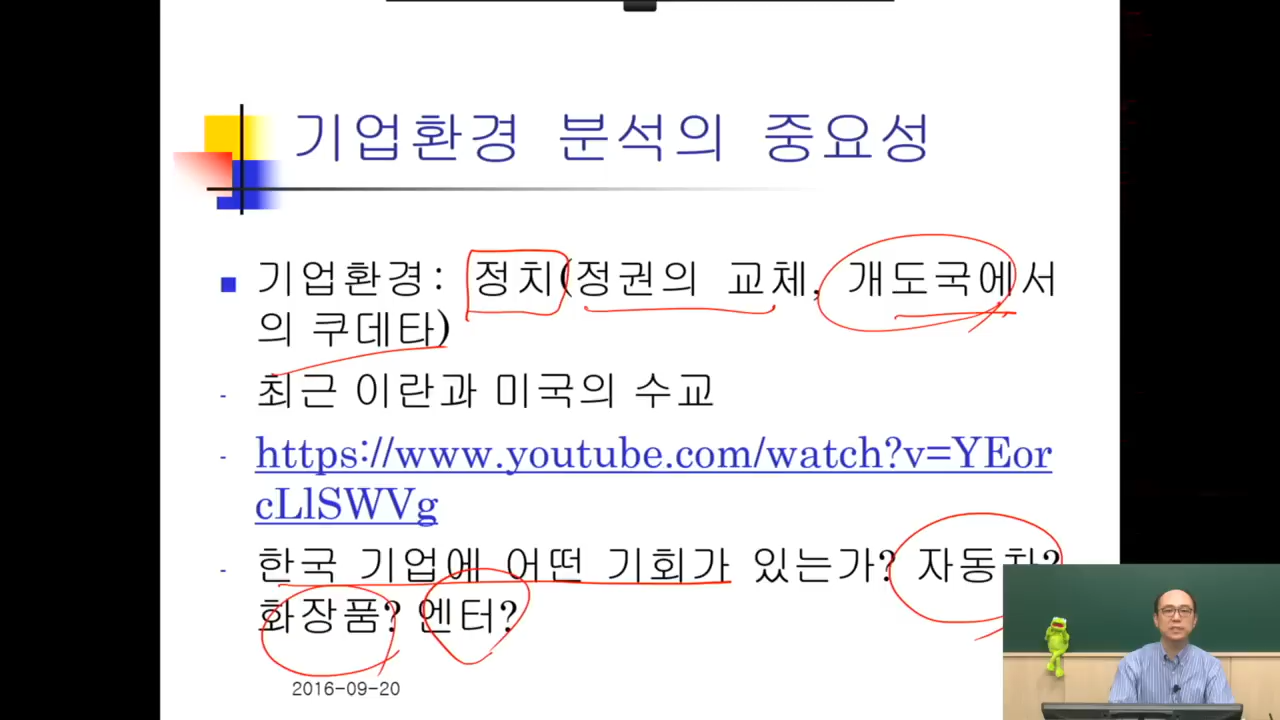 기업환경 분석의 중요성
기업환경: 정치(정권의 교체, 개도국에서
의 쿠데타)
- 최근 이란과 미국의 수교
- https://www.youtube.com/watch?v=YEor
cLlSWVg
- 한국 기업에 어떤 기회가 있는가? 자동차?
화장품? 엔터?
2016-09-20